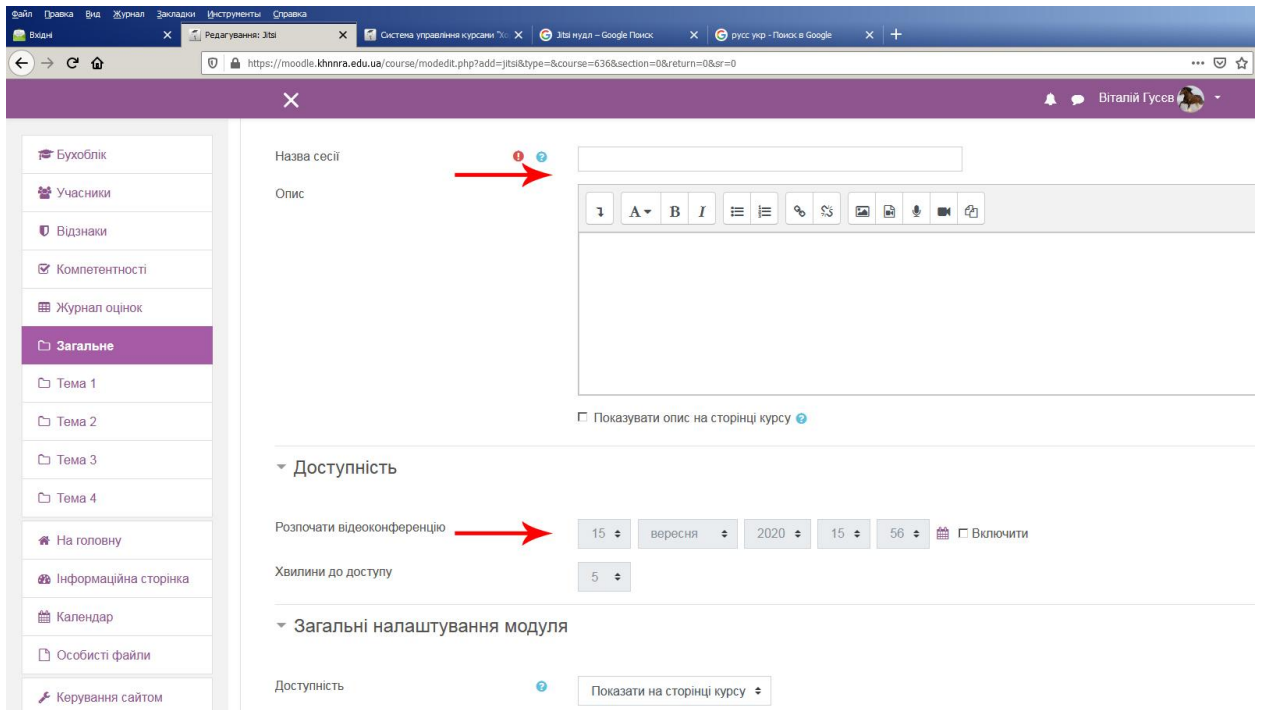 Файл Правка Вид Журнал Закладки Инструменты Справка
Вхідні
Редагування: Jitsi
Система управління курсами "Хо
Jitsi мудл – Google Поиск
русс укр - Поиск в Google
https://moodle.khnnra.edu.ua/course/modedit.php?add=jitsi&type=&course=636&section=0&return=0&sr=0
Віталій Гусєв
Бухоблік
Учасники
Відзнаки
Компетентності
Журнал оцінок
Загальне
Тема 1
Тема 2
Тема 3
Тема 4
На головну
Інформаційна сторінка
Календар
Особисті файли
Керування сайтом
Назва сесії
Опис
A B I
Показувати опис на сторінці курсу
Доступність
Розпочати відеоконференцію 15 вересня 2020 15 56 Включити
Хвилини до доступу 5
Загальні налаштування модуля
Доступність Показати на сторінці курсу